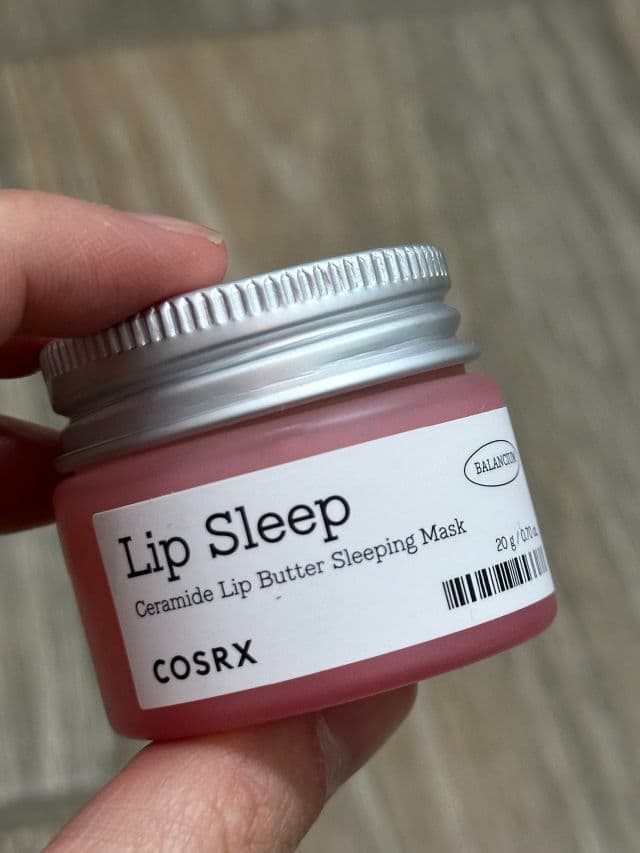 BALANCIUM
Lip Sleep
Ceramide Lip Butter Sleeping Mask
20 g / 0.70 oz.
COSRX